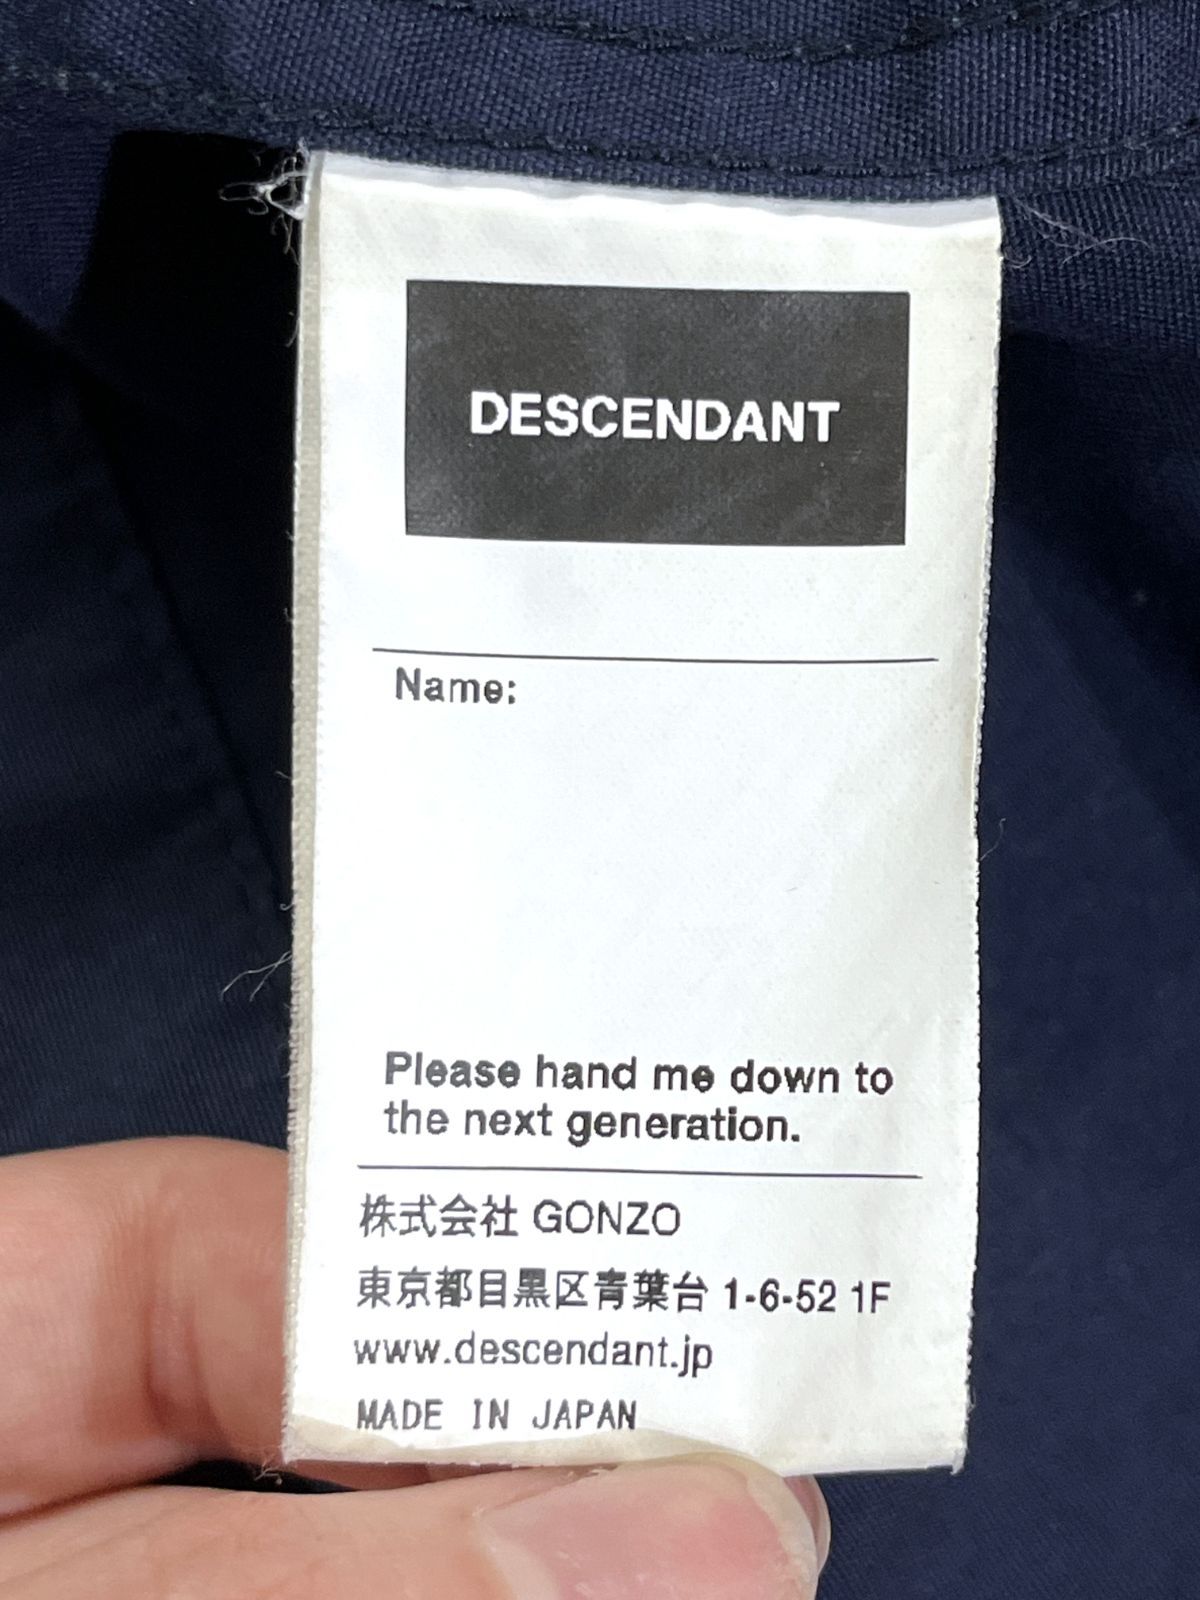 DESCENDANT
Name:
Please hand me down to
the next generation.
株式会社 GONZO
東京都目黒区青葉台 1-6-52 1F
www.descendant.jp
MADE IN JAPAN